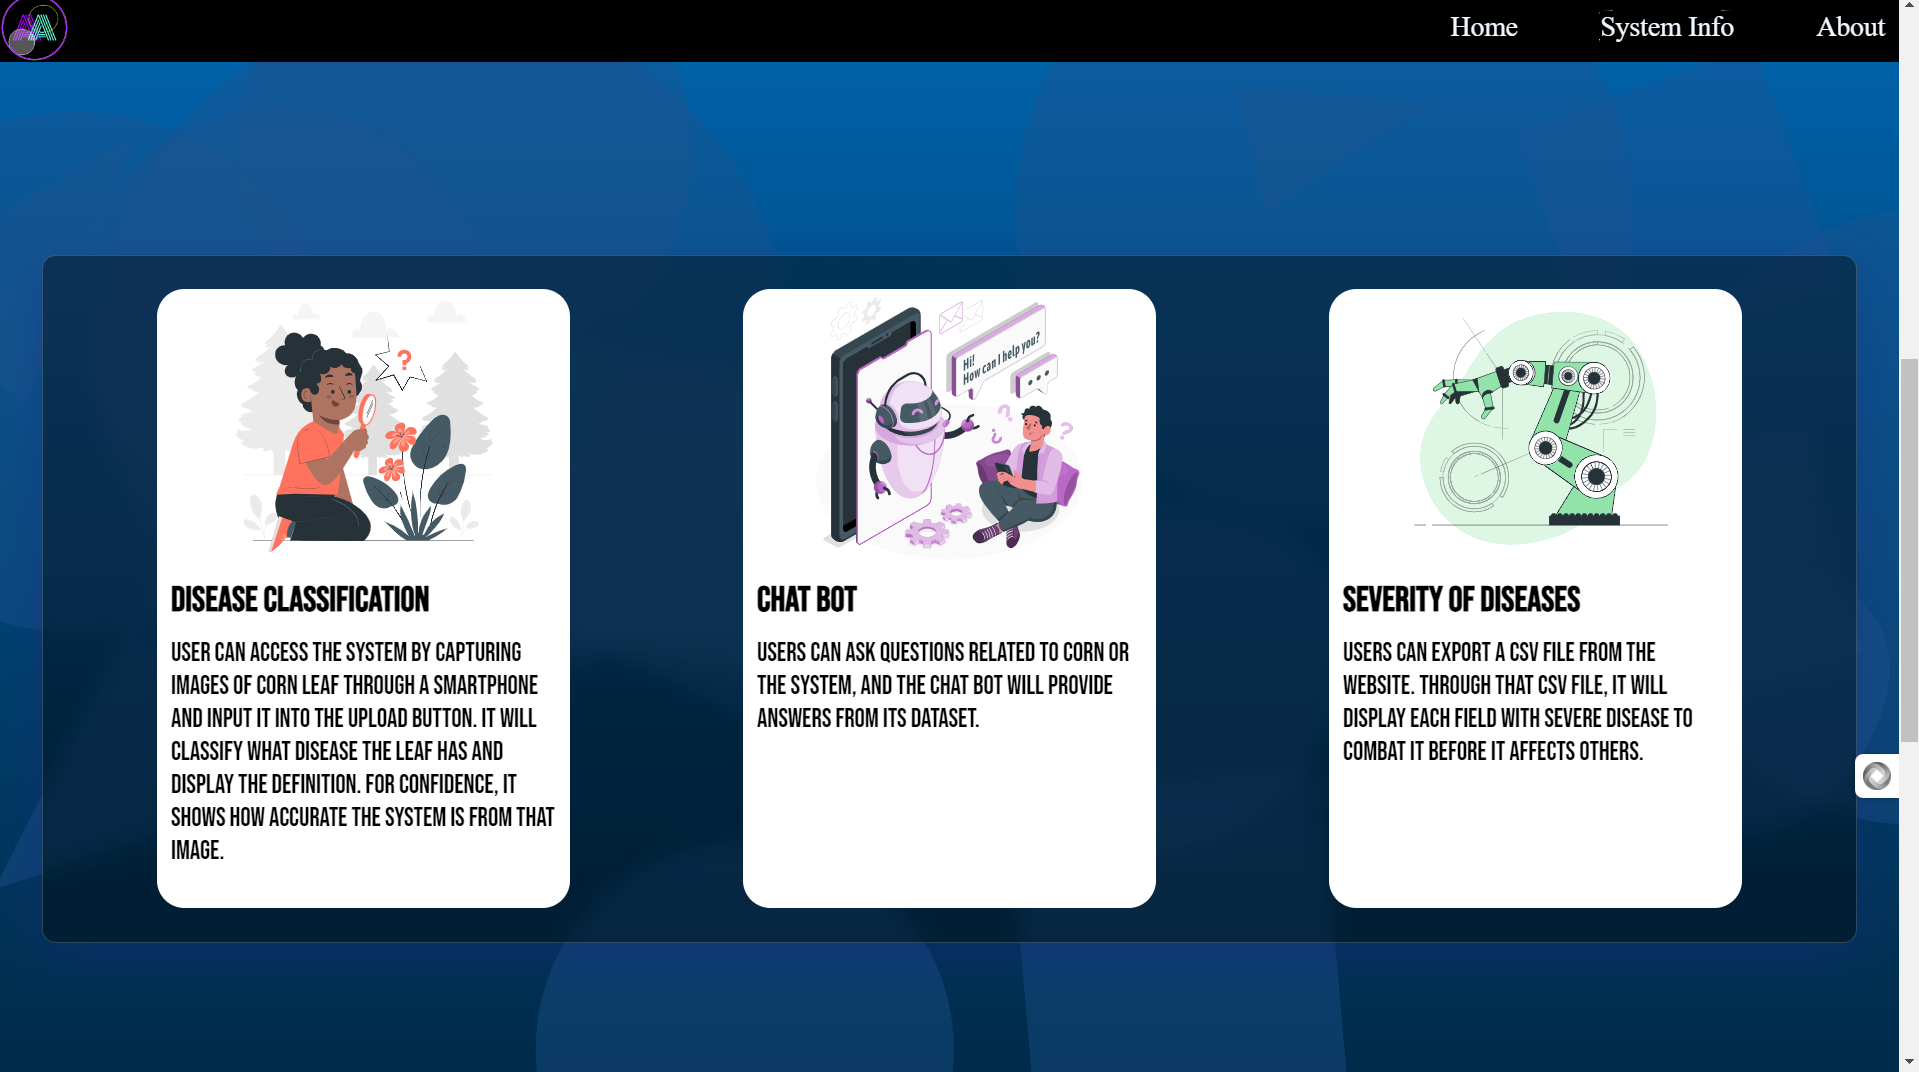 Home
System Info
About
?
Hi!
How can I help you?
? ? ?
DISEASE CLASSIFICATION
USER CAN ACCESS THE SYSTEM BY CAPTURING
IMAGES OF CORN LEAF THROUGH A SMARTPHONE
AND INPUT IT INTO THE UPLOAD BUTTON. IT WILL
CLASSIFY WHAT DISEASE THE LEAF HAS AND
DISPLAY THE DEFINITION. FOR CONFIDENCE, IT
SHOWS HOW ACCURATE THE SYSTEM IS FROM THAT
IMAGE.
CHAT BOT
USERS CAN ASK QUESTIONS RELATED TO CORN OR
THE SYSTEM, AND THE CHAT BOT WILL PROVIDE
ANSWERS FROM ITS DATASET.
SEVERITY OF DISEASES
USERS CAN EXPORT A CSV FILE FROM THE
WEBSITE. THROUGH THAT CSV FILE, IT WILL
DISPLAY EACH FIELD WITH SEVERE DISEASE TO
COMBAT IT BEFORE IT AFFECTS OTHERS.